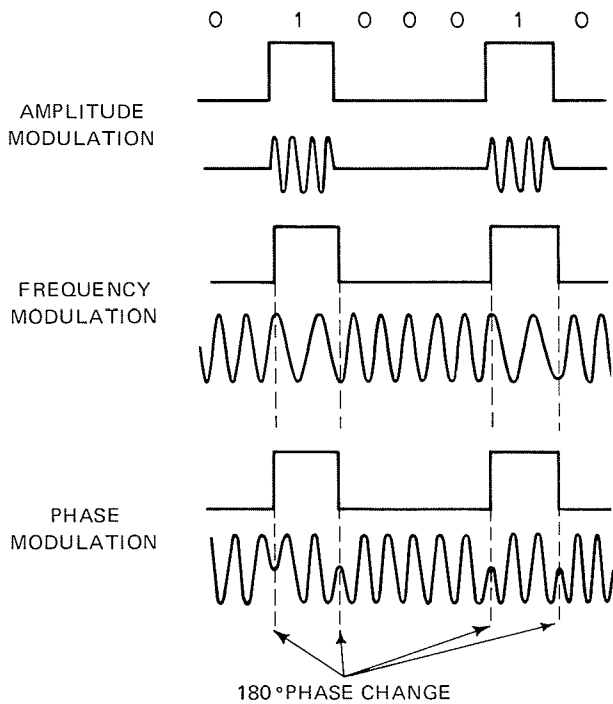 0 1 0 0 0 1 0
AMPLITUDE
MODULATION
FREQUENCY
MODULATION
PHASE
MODULATION
180° PHASE CHANGE